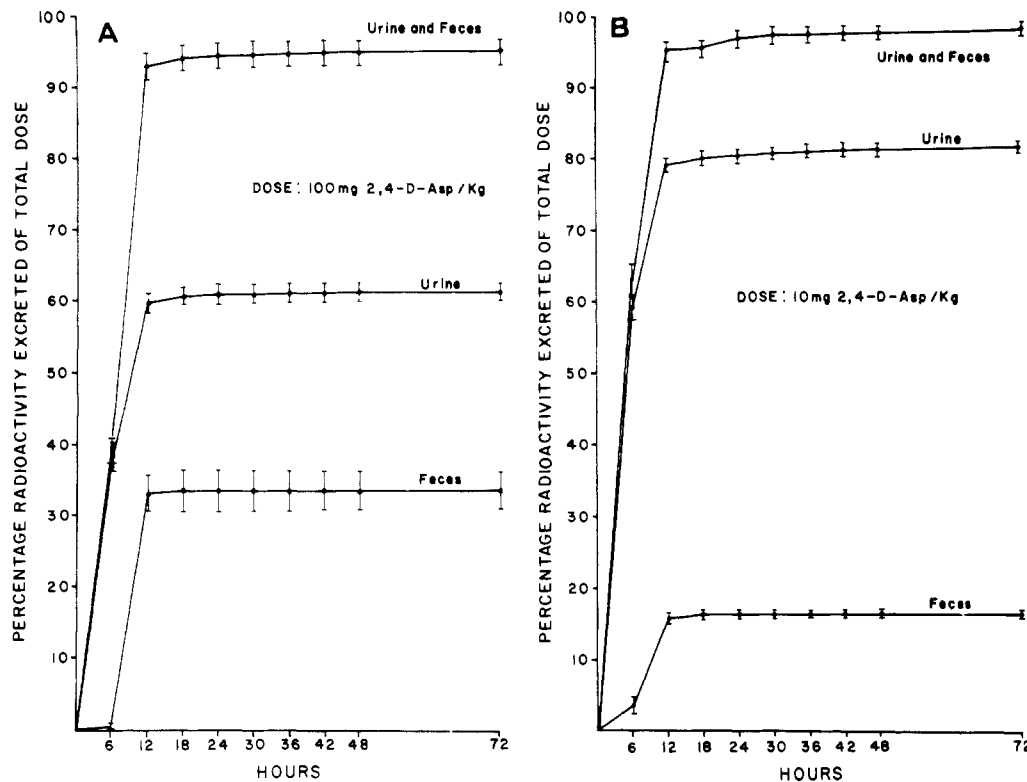 A
PERCENTAGE RADIOACTIVITY EXCRETED OF TOTAL DOSE
100
90
80
70
60
50
40
30
20
10
Urine and Feces
DOSE: 100mg 2,4-D-Asp/Kg
Urine
Feces
6 12 18 24 30 36 42 48 72
HOURS
B
PERCENTAGE RADIOACTIVITY EXCRETED OF TOTAL DOSE
100
90
80
70
60
50
40
30
20
10
Urine and Feces
Urine
DOSE: 10mg 2,4-D-Asp/Kg
Feces
6 12 18 24 30 36 42 48 72
HOURS